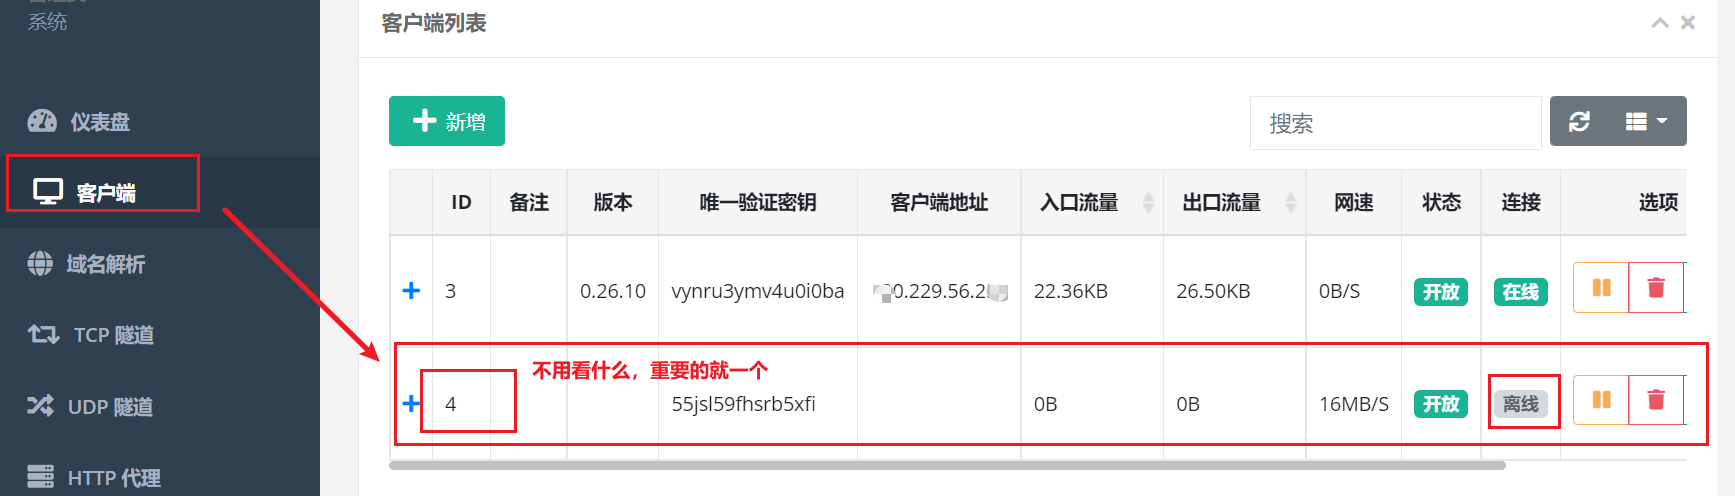 系统
仪表盘
客户端
域名解析
TCP 隧道
UDP 隧道
HTTP 代理
客户端列表
新增
搜索
ID 备注 版本 唯一验证密钥 客户端地址 入口流量 出口流量 网速 状态 连接 选项
3 0.26.10 vynru3ymv4u0i0ba 0.229.56.2 22.36KB 26.50KB 0B/S 开放 在线
不用看什么，重要的就一个
4 55jsl59fhsrb5xfi 0B 0B 16MB/S 开放 离线